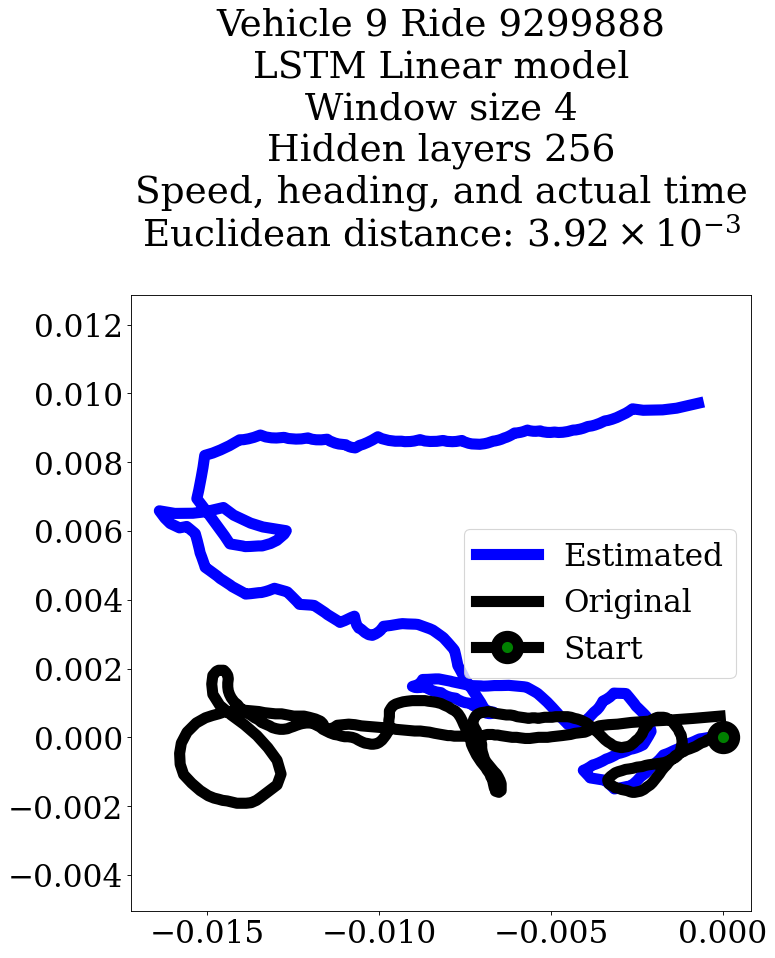 Vehicle 9 Ride 9299888
LSTM Linear model
Window size 4
Hidden layers 256
Speed, heading, and actual time
Euclidean distance: 3.92 × 10⁻³
0.012
0.010
0.008
0.006
0.004
0.002
0.000
−0.002
−0.004
Estimated
Original
Start
−0.015 −0.010 −0.005 0.000